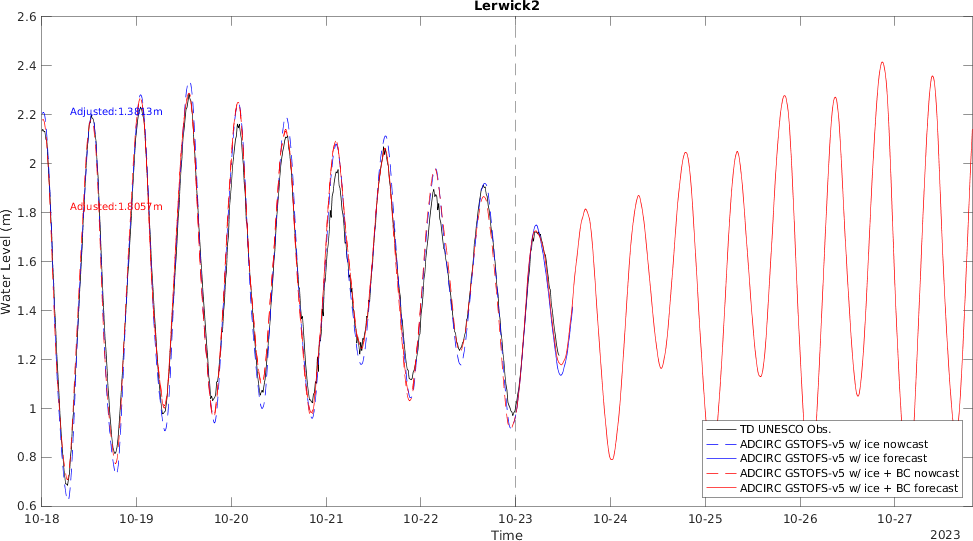 Lerwick2
2.6
2.4
2.2
2
1.8
1.6
1.4
1.2
1
0.8
0.6
Water Level (m)
Adjusted:1.3813m
Adjusted:1.8057m
TD UNESCO Obs.
ADCIRC GSTOFS-v5 w/ ice nowcast
ADCIRC GSTOFS-v5 w/ ice forecast
ADCIRC GSTOFS-v5 w/ ice + BC nowcast
ADCIRC GSTOFS-v5 w/ ice + BC forecast
10-18 10-19 10-20 10-21 10-22 10-23 10-24 10-25 10-26 10-27
Time
2023